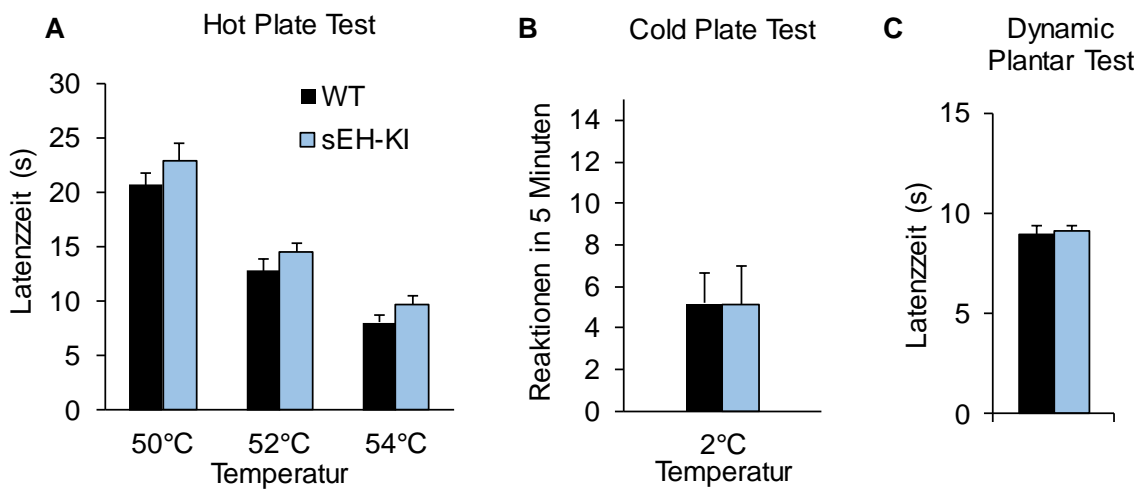 A
Hot Plate Test
Latenzzeit (s)
30
25
20
15
10
5
0
WT
sEH-KI
50°C 52°C 54°C
Temperatur
B
Cold Plate Test
Reaktionen in 5 Minuten
14
12
10
8
6
4
2
0
2°C
Temperatur
C
Dynamic
Plantar Test
Latenzzeit (s)
15
10
5
0